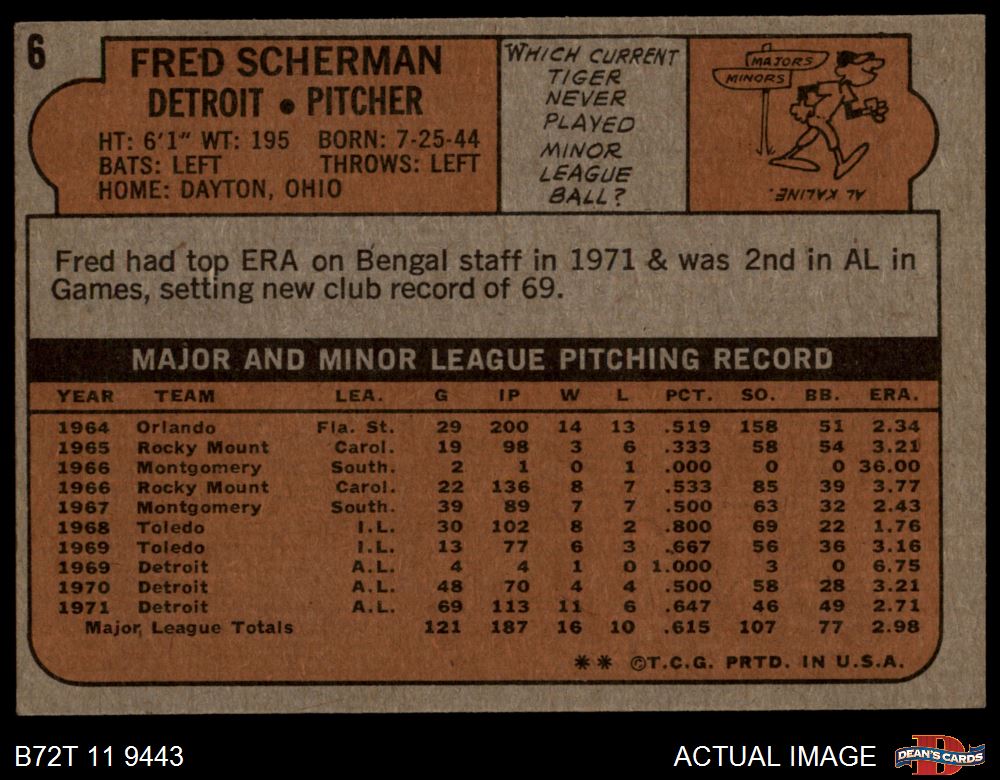 6
FRED SCHERMAN
DETROIT • PITCHER
HT: 6'1" WT: 195 BORN: 7-25-44
BATS: LEFT THROWS: LEFT
HOME: DAYTON, OHIO
WHICH CURRENT
TIGER
NEVER
PLAYED
MINOR
LEAGUE
BALL?
MAJORS
MINORS
AL KALINE.
Fred had top ERA on Bengal staff in 1971 & was 2nd in AL in
Games, setting new club record of 69.
MAJOR AND MINOR LEAGUE PITCHING RECORD
YEAR TEAM LEA. G IP W L PCT. SO. BB. ERA.
1964 Orlando Fla. St. 29 200 14 13 .519 158 51 2.34
1965 Rocky Mount Carol. 19 98 3 6 .333 58 54 3.21
1966 Montgomery South. 2 1 0 1 .000 0 0 36.00
1966 Rocky Mount Carol. 22 136 8 7 .533 85 39 3.77
1967 Montgomery South. 39 89 7 7 .500 63 32 2.43
1968 Toledo I.L. 30 102 8 2 .800 69 22 1.76
1969 Toledo I.L. 13 77 6 3 .667 56 36 3.16
1969 Detroit A.L. 4 4 1 0 1.000 3 0 6.75
1970 Detroit A.L. 48 70 4 4 .500 58 28 3.21
1971 Detroit A.L. 69 113 11 6 .647 46 49 2.71
Major League Totals 121 187 16 10 .615 107 77 2.98
** ©T.C.G. PRTD. IN U.S.A.
B72T 11 9443
ACTUAL IMAGE
D
DEAN'S CARDS